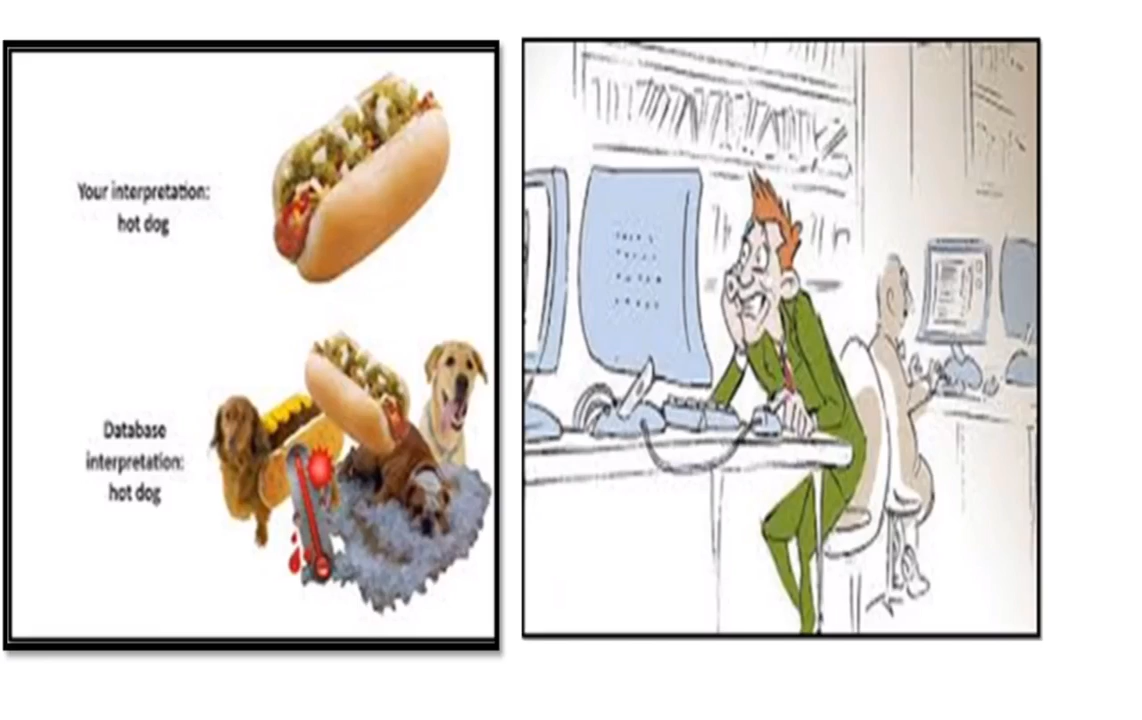 Your interpretation:
hot dog
Database
interpretation:
hot dog